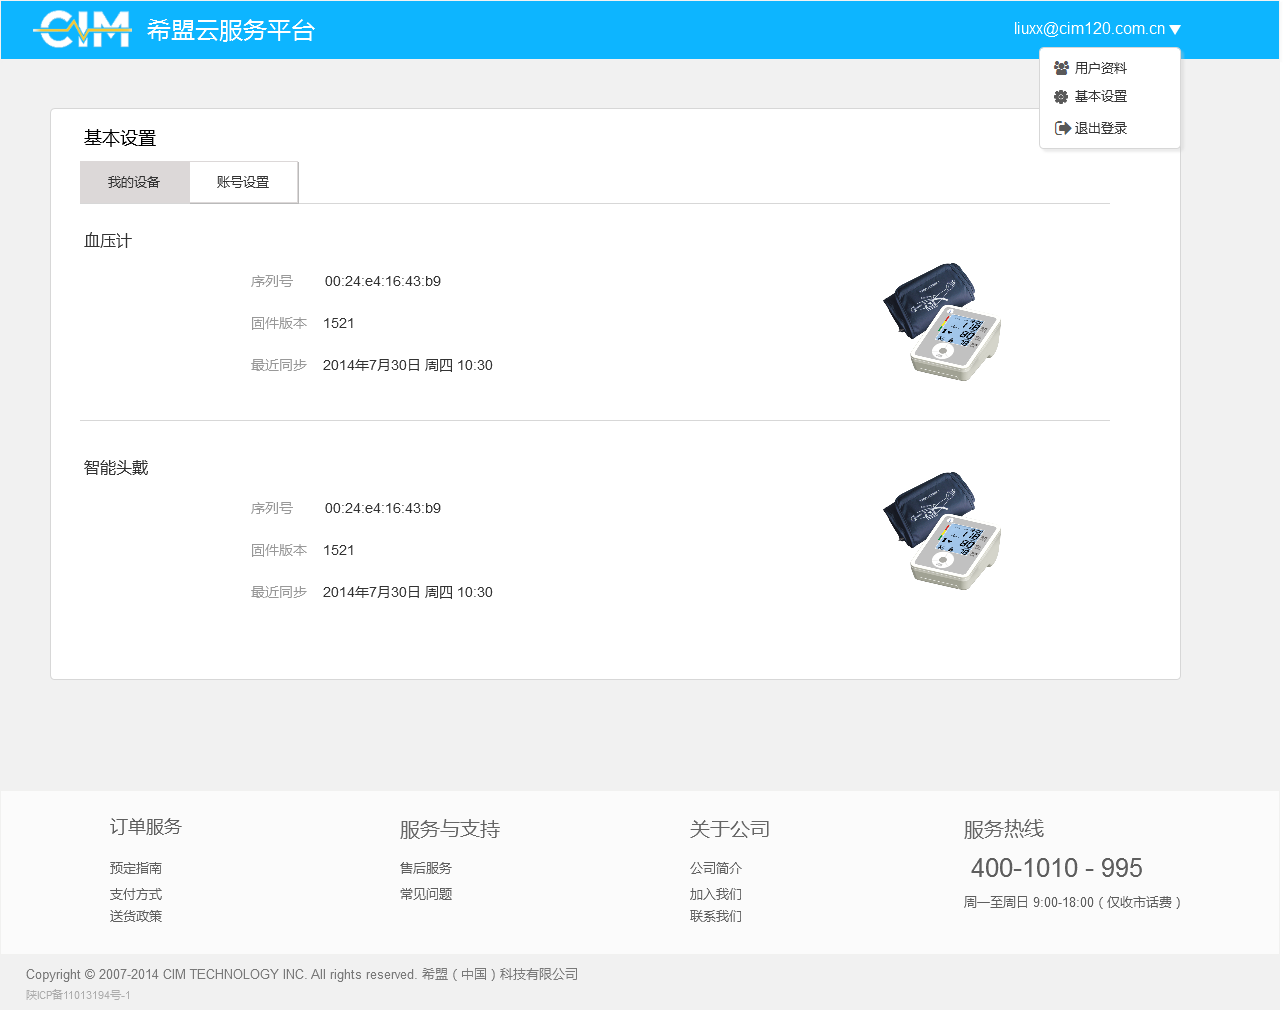 CIM 希盟云服务平台
liuxx@cim120.com.cn
用户资料
基本设置
退出登录
基本设置
我的设备 账号设置
血压计
序列号 00:24:e4:16:43:b9
固件版本 1521
最近同步 2014年7月30日 周四 10:30
智能头戴
序列号 00:24:e4:16:43:b9
固件版本 1521
最近同步 2014年7月30日 周四 10:30
订单服务
预定指南
支付方式
送货政策
服务与支持
售后服务
常见问题
关于公司
公司简介
加入我们
联系我们
服务热线
400-1010 - 995
周一至周日 9:00-18:00（仅收市话费）
Copyright © 2007-2014 CIM TECHNOLOGY INC. All rights reserved. 希盟（中国）科技有限公司
陕ICP备11013194号-1